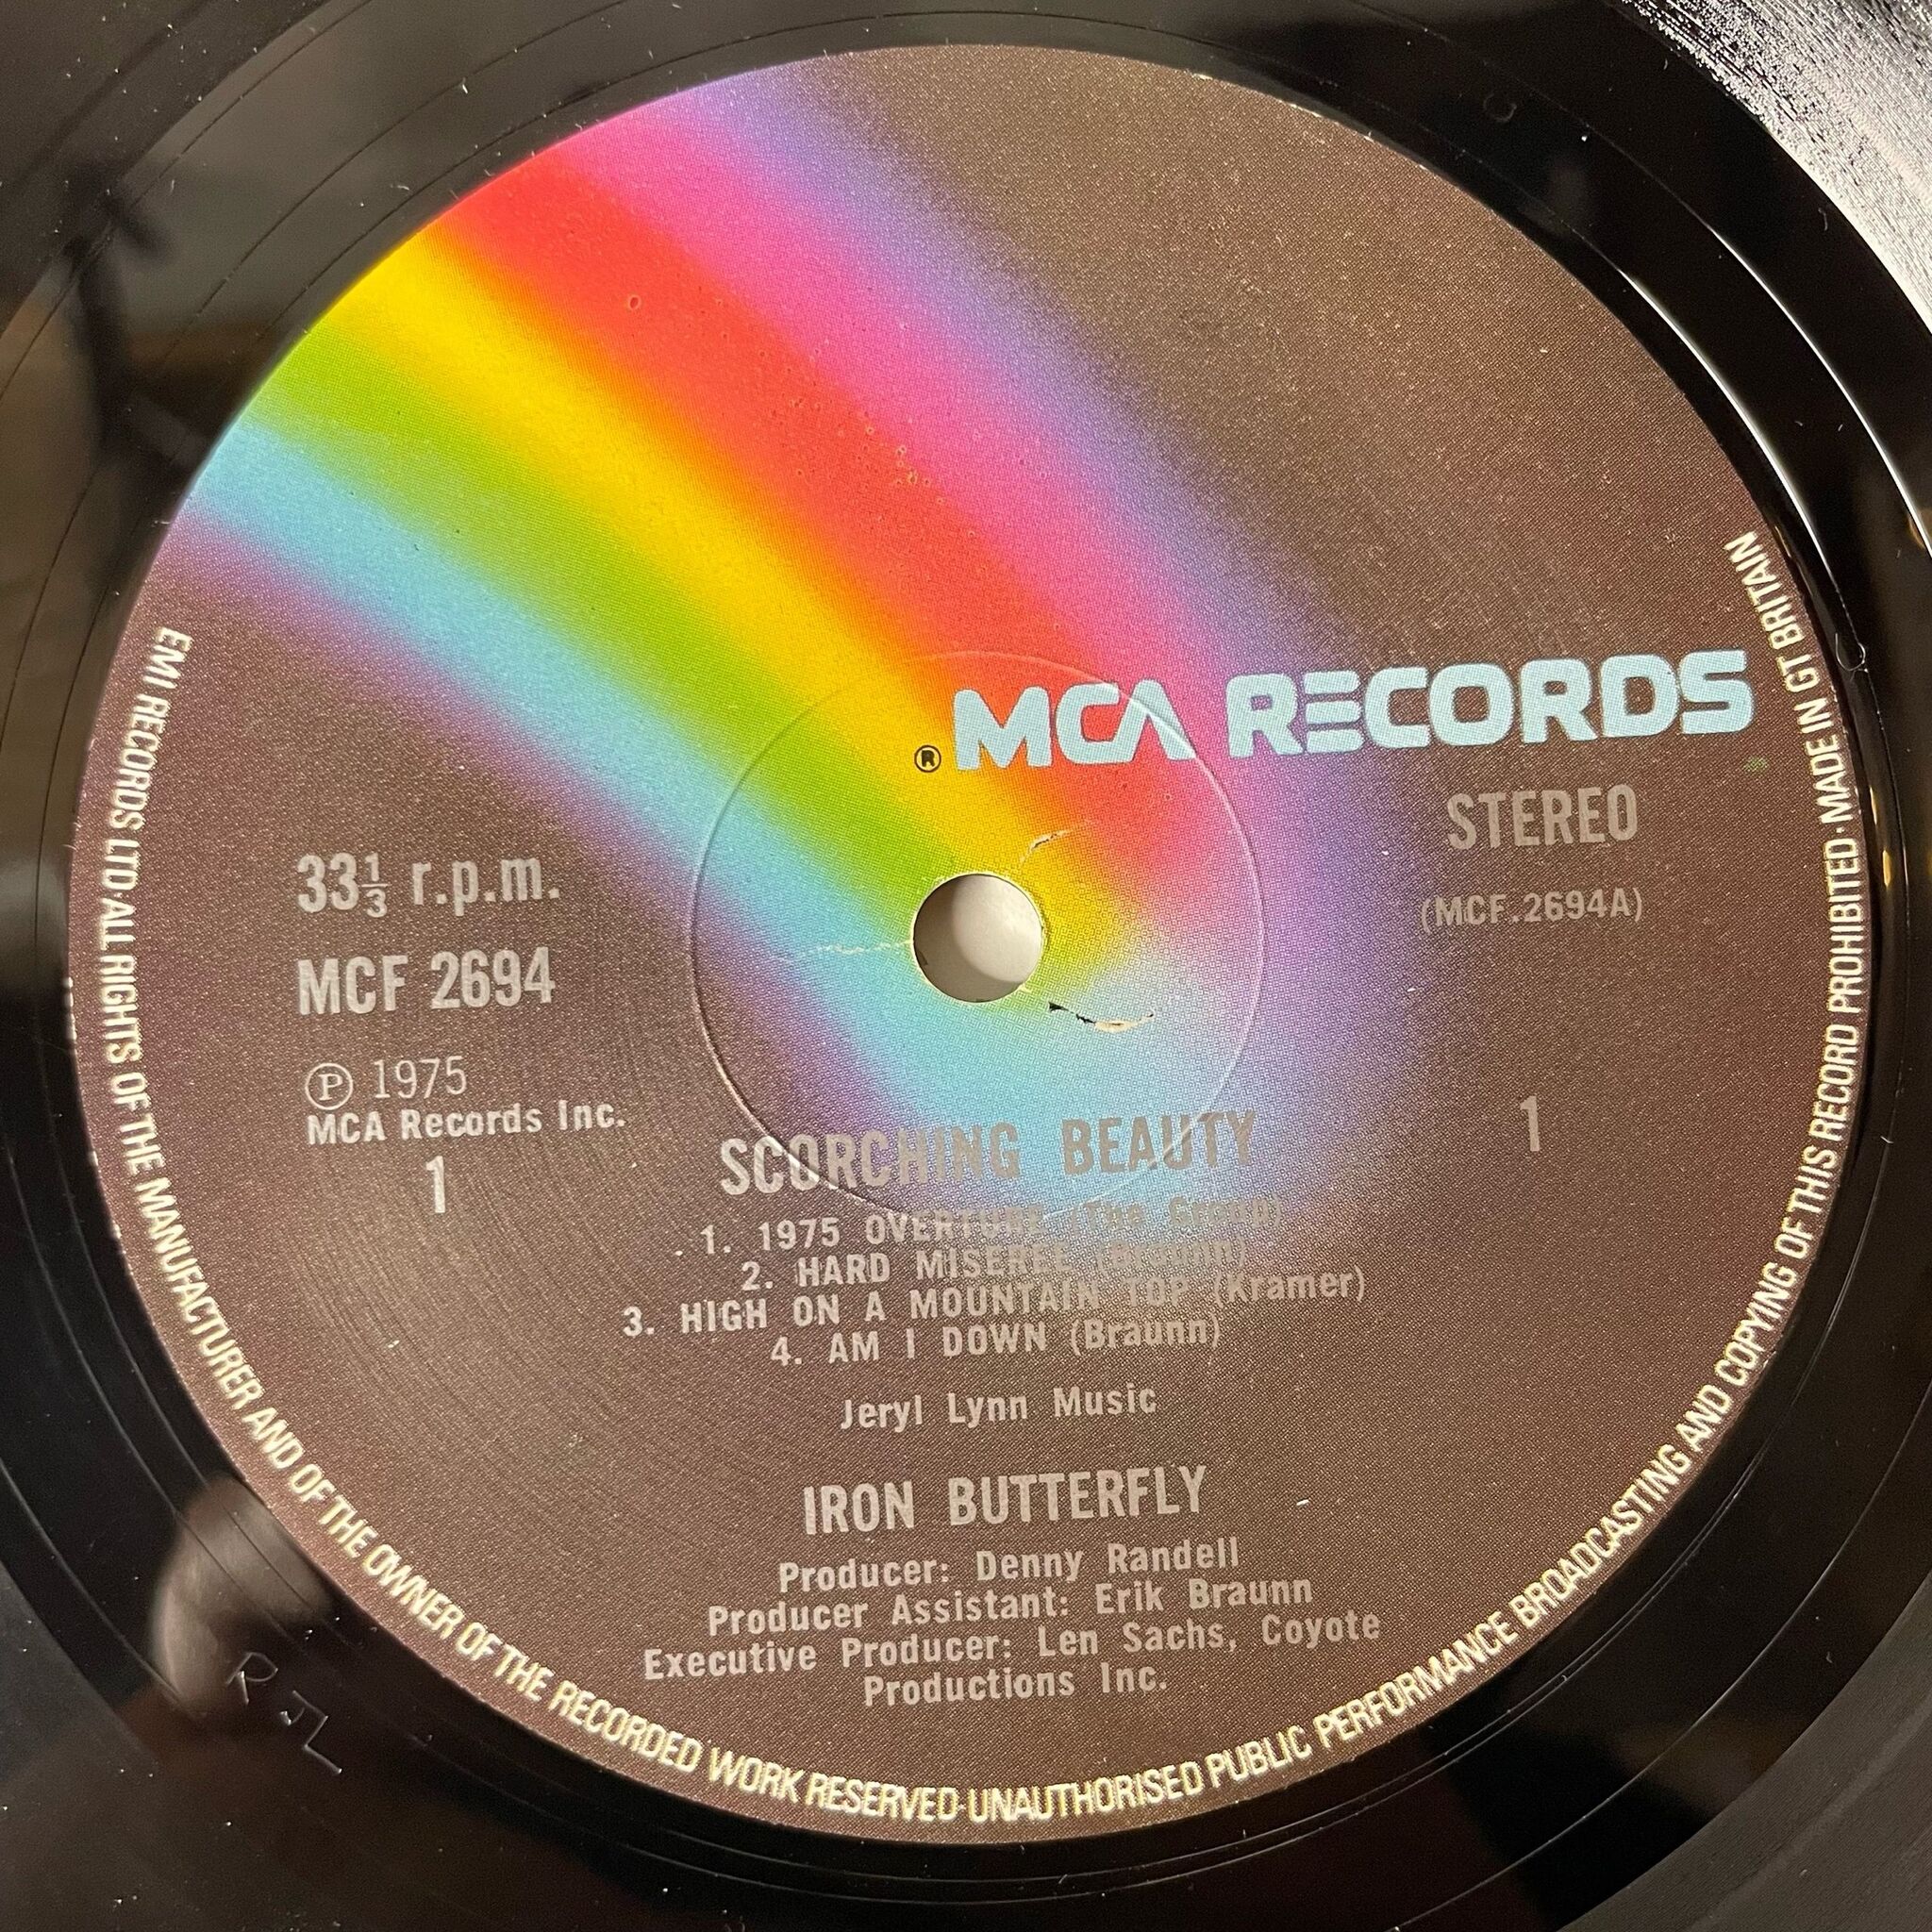 ® MCA RECORDS
STEREO
(MCF.2694A)
33⅓ r.p.m.
MCF 2694
℗ 1975
MCA Records Inc.
1
1
SCORCHING BEAUTY
1. 1975 OVERTURE (The Group)
2. HARD MISEREE (Braunn)
3. HIGH ON A MOUNTAIN TOP (Kramer)
4. AM I DOWN (Braunn)
Jeryl Lynn Music
IRON BUTTERFLY
Producer: Denny Randell
Producer Assistant: Erik Braunn
Executive Producer: Len Sachs, Coyote
Productions Inc.
EMI RECORDS LTD·ALL RIGHTS OF THE MANUFACTURER AND OF THE OWNER OF THE RECORDED WORK RESERVED·UNAUTHORISED PUBLIC PERFORMANCE BROADCASTING AND COPYING OF THIS RECORD PROHIBITED·MADE IN GT BRITAIN
RJL